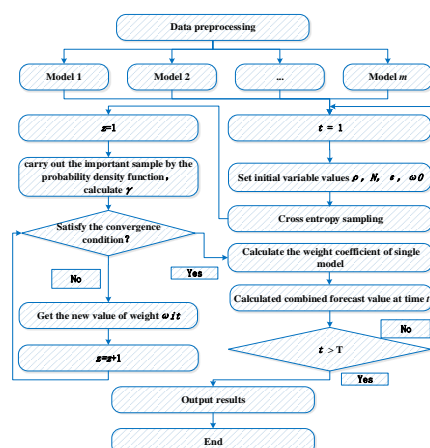 Data preprocessing
Model 1
Model 2
...
Model m
z=1
t = 1
carry out the important sample by the
probability density function,
calculate γ
Set initial variable values ρ, N, ε, ω0
Cross entropy sampling
Satisfy the convergence
condition?
Calculate the weight coefficient of single
model
No
Yes
Calculated combined forecast value at time t
Get the new value of weight ωit
No
z=z+1
t > T
Yes
Output results
End